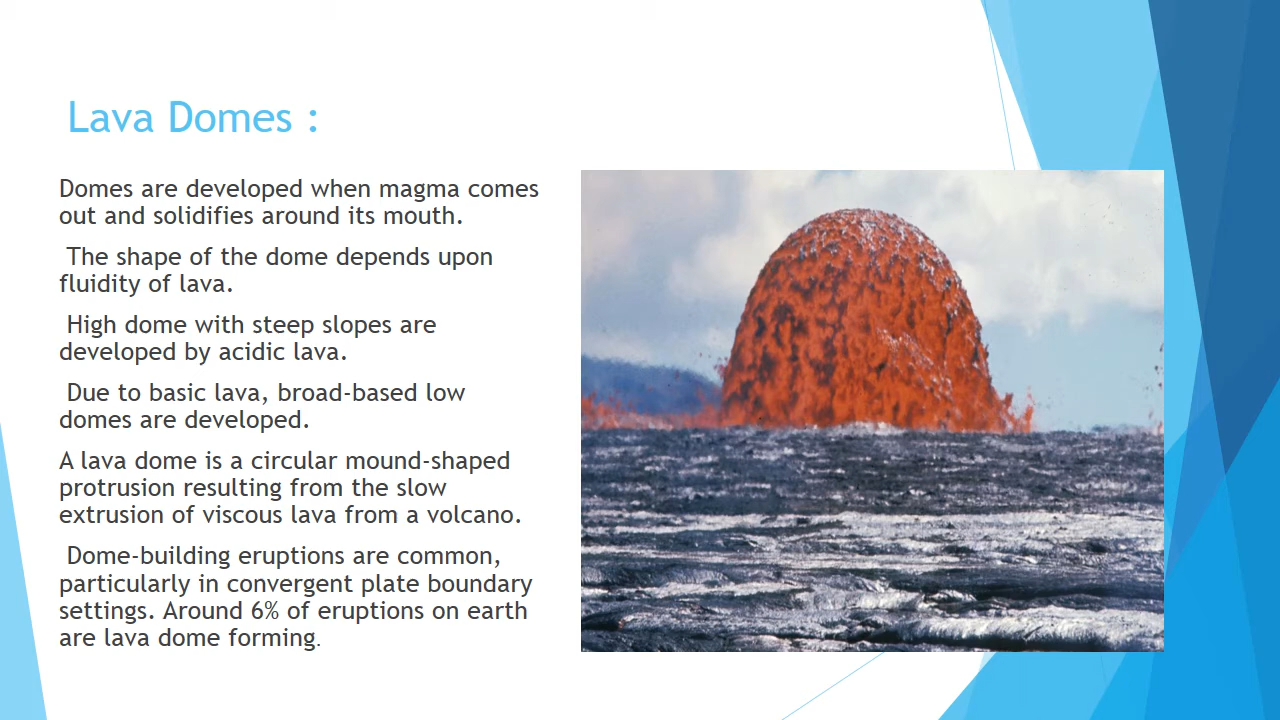 Lava Domes :
Domes are developed when magma comes
out and solidifies around its mouth.
The shape of the dome depends upon
fluidity of lava.
High dome with steep slopes are
developed by acidic lava.
Due to basic lava, broad-based low
domes are developed.
A lava dome is a circular mound-shaped
protrusion resulting from the slow
extrusion of viscous lava from a volcano.
Dome-building eruptions are common,
particularly in convergent plate boundary
settings. Around 6% of eruptions on earth
are lava dome forming.